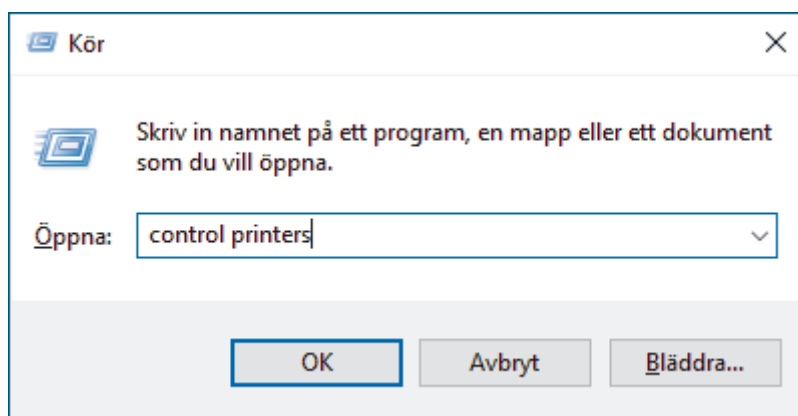 Kör
Skriv in namnet på ett program, en mapp eller ett dokument
som du vill öppna.
Öppna: control printers
OK Avbryt Bläddra...